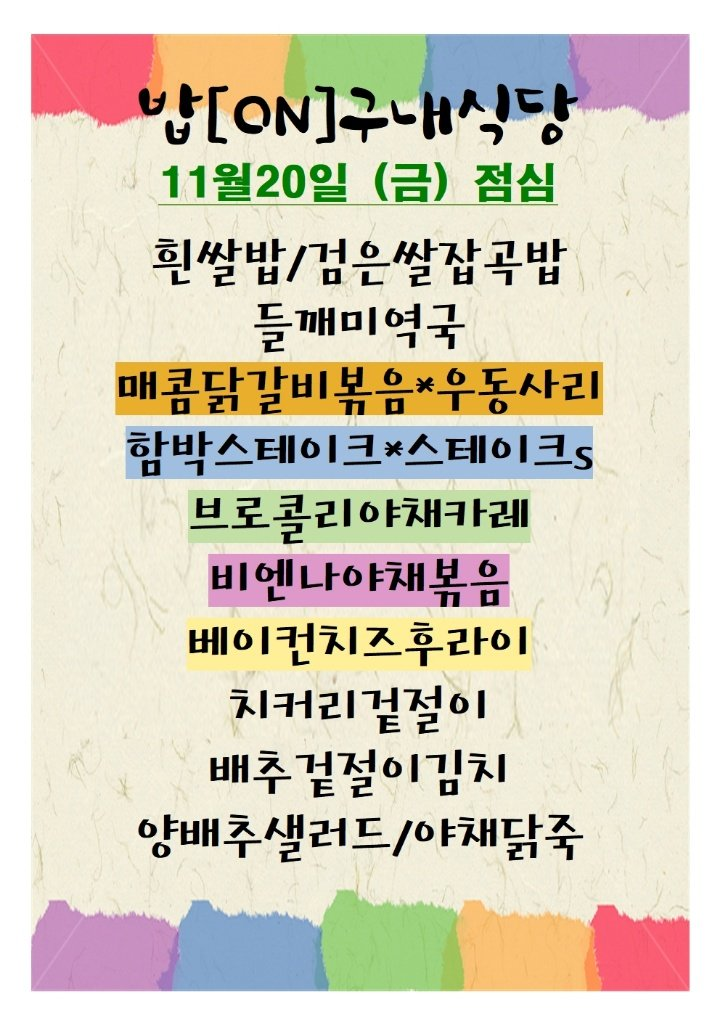 밥[ON]구내식당
11월20일 (금) 점심
흰쌀밥/검은쌀잡곡밥
들깨미역국
매콤닭갈비볶음*우동사리
함박스테이크*스테이크s
브로콜리야채카레
비엔나야채볶음
베이컨치즈후라이
치커리겉절이
배추겉절이김치
양배추샐러드/야채닭죽